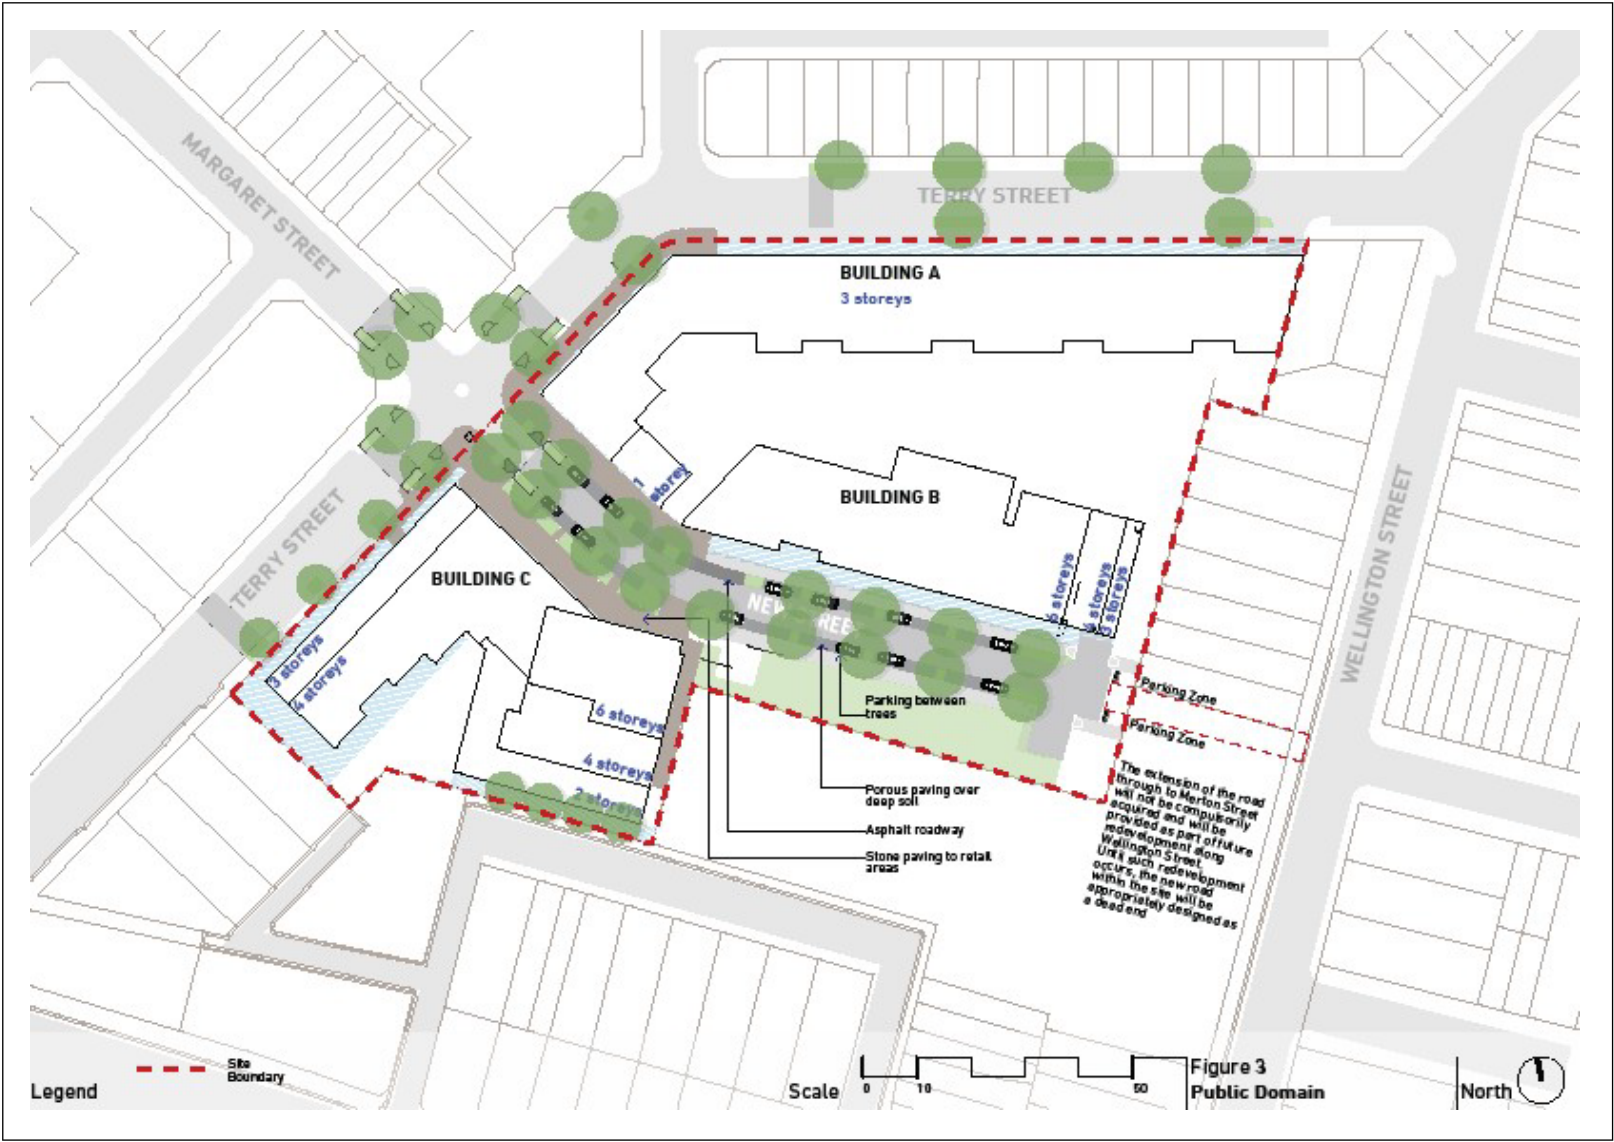 MARGARET STREET
TERRY STREET
BUILDING A
3 storeys
1
storey
BUILDING B
WELLINGTON STREET
TERRY STREET
BUILDING C
6 storeys
4 storeys
3 storeys
NEW STREET
3 storeys
4 storeys
6 storeys
4 storeys
2 storeys
Parking Zone
Parking Zone
Parking between
trees
Porous paving over
deep soil
Asphalt roadway
Stone paving to retail
areas
The extension of the road
through to Merton Street
will not be compulsorily
acquired and will be
provided as part of future
redevelopment along
Wellington Street.
Until such redevelopment
occurs, the new road
within the site will be
appropriately designed as
a dead end
Legend
Site
Boundary
Scale
0 10 50
Figure 3
Public Domain
North